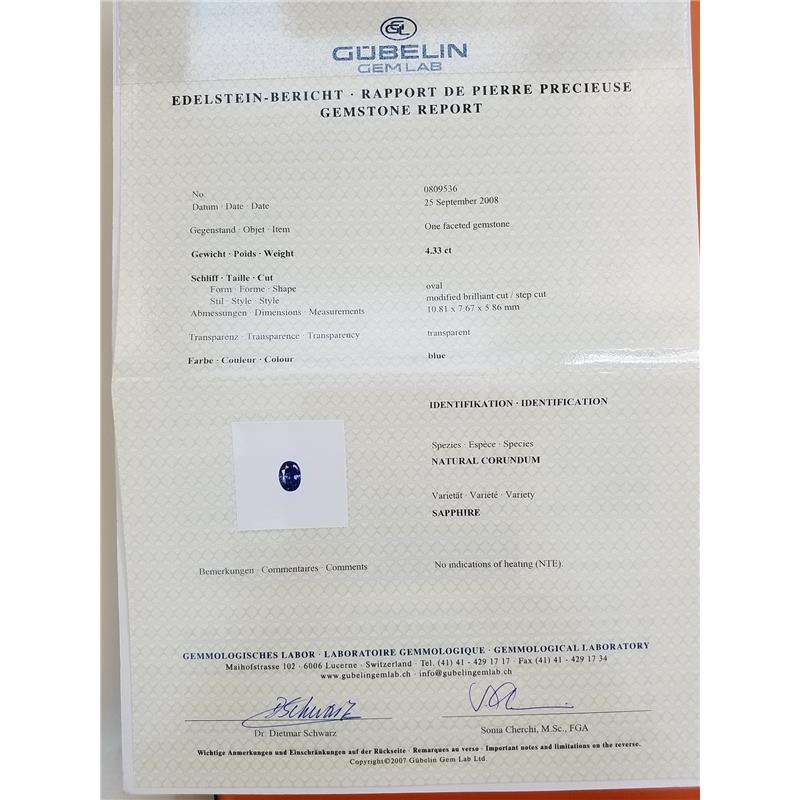 GÜBELIN
GEM LAB
EDELSTEIN-BERICHT · RAPPORT DE PIERRE PRECIEUSE
GEMSTONE REPORT
No 0809536
Datum · Date · Date 25 September 2008
Gegenstand · Objet · Item One faceted gemstone
Gewicht · Poids · Weight 4.33 ct
Schliff · Taille · Cut
Form · Forme · Shape oval
Stil · Style · Style modified brilliant cut / step cut
Abmessungen · Dimensions · Measurements 10.81 x 7.67 x 5.86 mm
Transparenz · Transparence · Transparency transparent
Farbe · Couleur · Colour blue
IDENTIFIKATION · IDENTIFICATION
Spezies · Espèce · Species
NATURAL CORUNDUM
Varietät · Variété · Variety
SAPPHIRE
Bemerkungen · Commentaires · Comments No indications of heating (NTE).
GEMMOLOGISCHES LABOR · LABORATOIRE GEMMOLOGIQUE · GEMMOLOGICAL LABORATORY
Maihofstrasse 102 · 6006 Lucerne · Switzerland · Tel. (41) 41 - 429 17 17 · Fax (41) 41 - 429 17 34
www.gubelingemlab.ch · info@gubelingemlab.ch
DSchwarz
Dr. Dietmar Schwarz Sonia Cherchi, M.Sc., FGA
Wichtige Anmerkungen und Einschränkungen auf der Rückseite · Remarques au verso · Important notes and limitations on the reverse.
Copyright©2007 Gübelin Gem Lab Ltd.